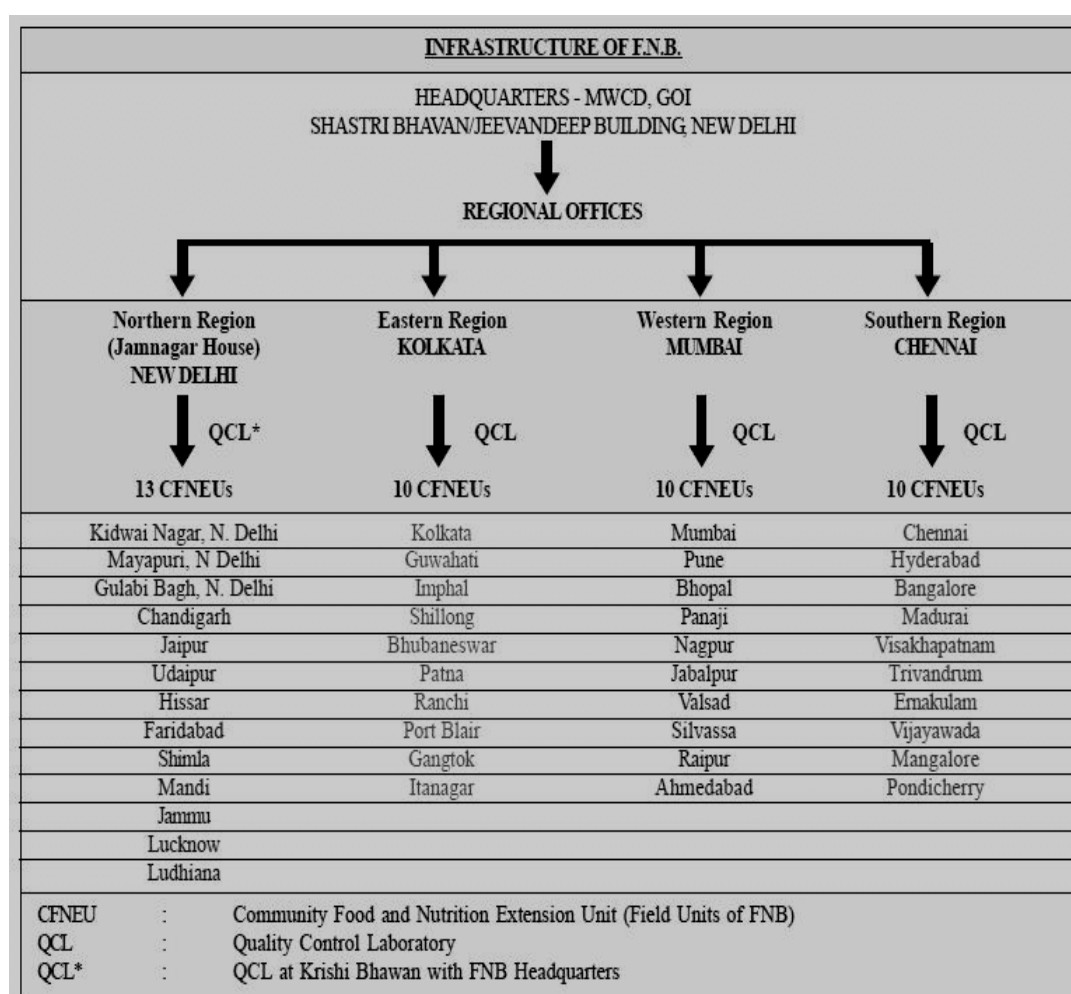 INFRASTRUCTURE OF F.N.B.
HEADQUARTERS - MWCD, GOI
SHASTRI BHAVAN/JEEVANDEEP BUILDING, NEW DELHI
REGIONAL OFFICES
Northern Region Eastern Region Western Region Southern Region
(Jamnagar House) KOLKATA MUMBAI CHENNAI
NEW DELHI
QCL* QCL QCL QCL
13 CFNEUs 10 CFNEUs 10 CFNEUs 10 CFNEUs
Kidwai Nagar, N. Delhi Kolkata Mumbai Chennai
Mayapuri, N Delhi Guwahati Pune Hyderabad
Gulabi Bagh, N. Delhi Imphal Bhopal Bangalore
Chandigarh Shillong Panaji Madurai
Jaipur Bhubaneswar Nagpur Visakhapatnam
Udaipur Patna Jabalpur Trivandrum
Hissar Ranchi Valsad Ernakulam
Faridabad Port Blair Silvassa Vijayawada
Shimla Gangtok Raipur Mangalore
Mandi Itanagar Ahmedabad Pondicherry
Jammu
Lucknow
Ludhiana
CFNEU : Community Food and Nutrition Extension Unit (Field Units of FNB)
QCL : Quality Control Laboratory
QCL* : QCL at Krishi Bhawan with FNB Headquarters